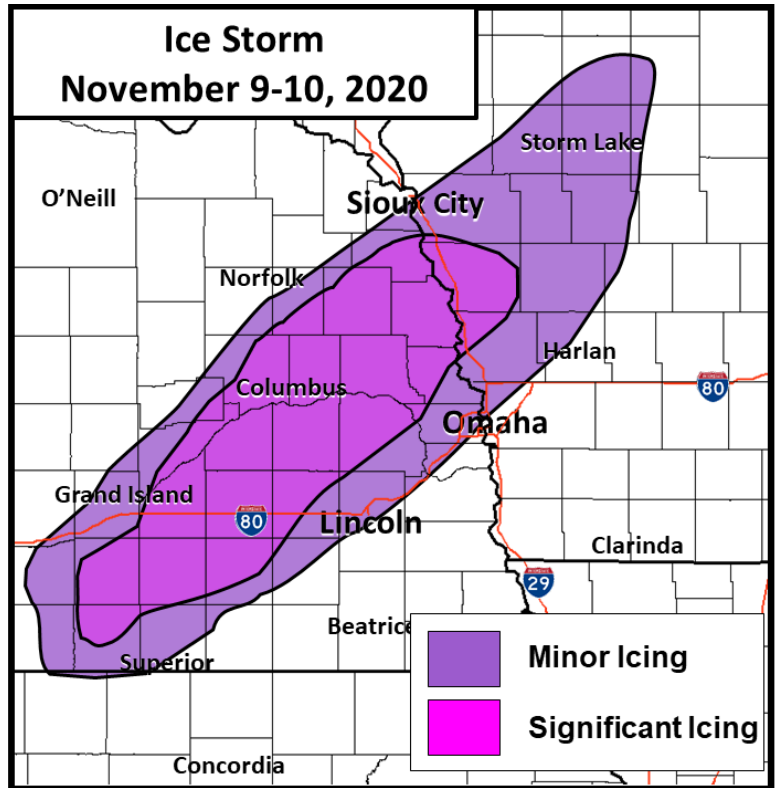 Ice Storm
November 9-10, 2020
Storm Lake
O'Neill
Sioux City
Norfolk
Harlan
Columbus
80
Omaha
Grand Island
80
Lincoln
Clarinda
29
Beatrice
Minor Icing
Superior
Significant Icing
Concordia